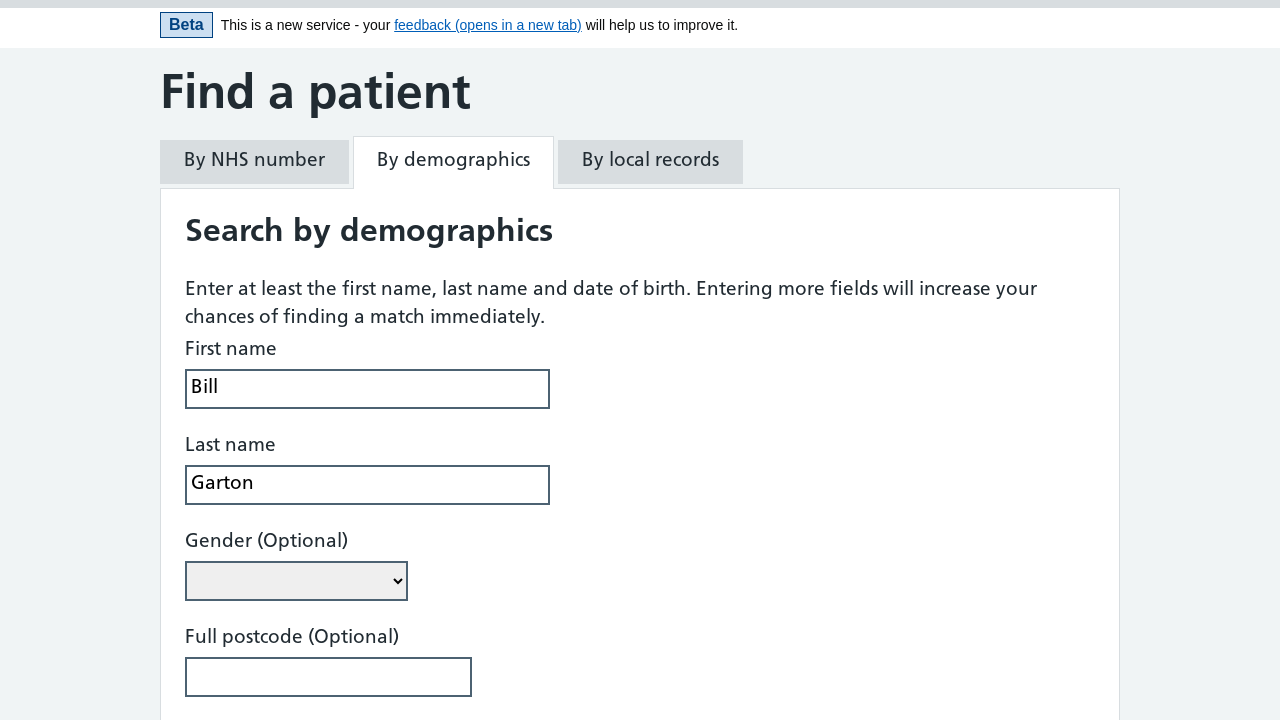 Beta This is a new service - your feedback (opens in a new tab) will help us to improve it.
Find a patient
By NHS number By demographics By local records
Search by demographics
Enter at least the first name, last name and date of birth. Entering more fields will increase your
chances of finding a match immediately.
First name
Bill
Last name
Garton
Gender (Optional)
Full postcode (Optional)